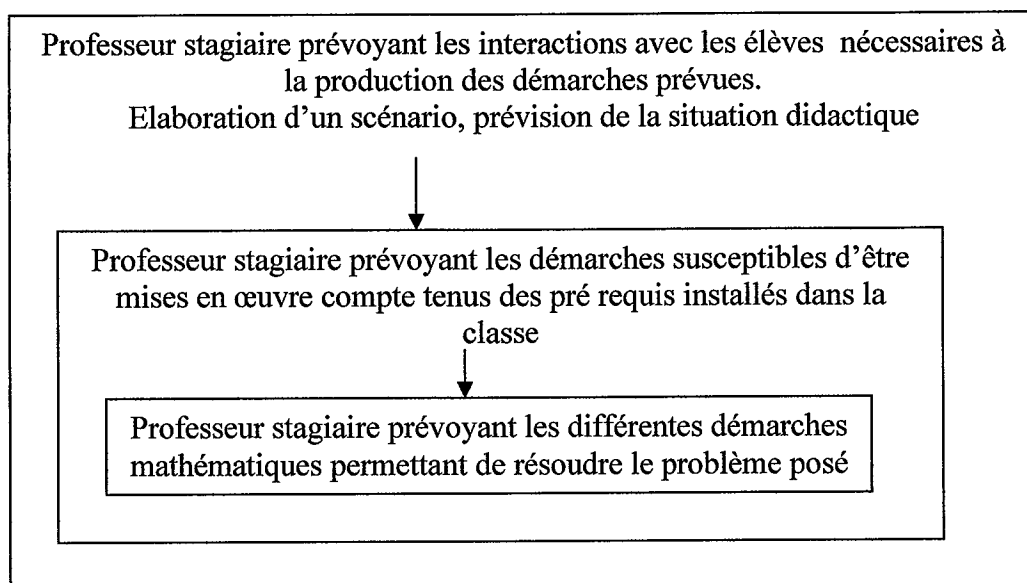 Professeur stagiaire prévoyant les interactions avec les élèves nécessaires à
la production des démarches prévues.
Elaboration d'un scénario, prévision de la situation didactique
Professeur stagiaire prévoyant les démarches susceptibles d'être
mises en œuvre compte tenus des pré requis installés dans la
classe
Professeur stagiaire prévoyant les différentes démarches
mathématiques permettant de résoudre le problème posé